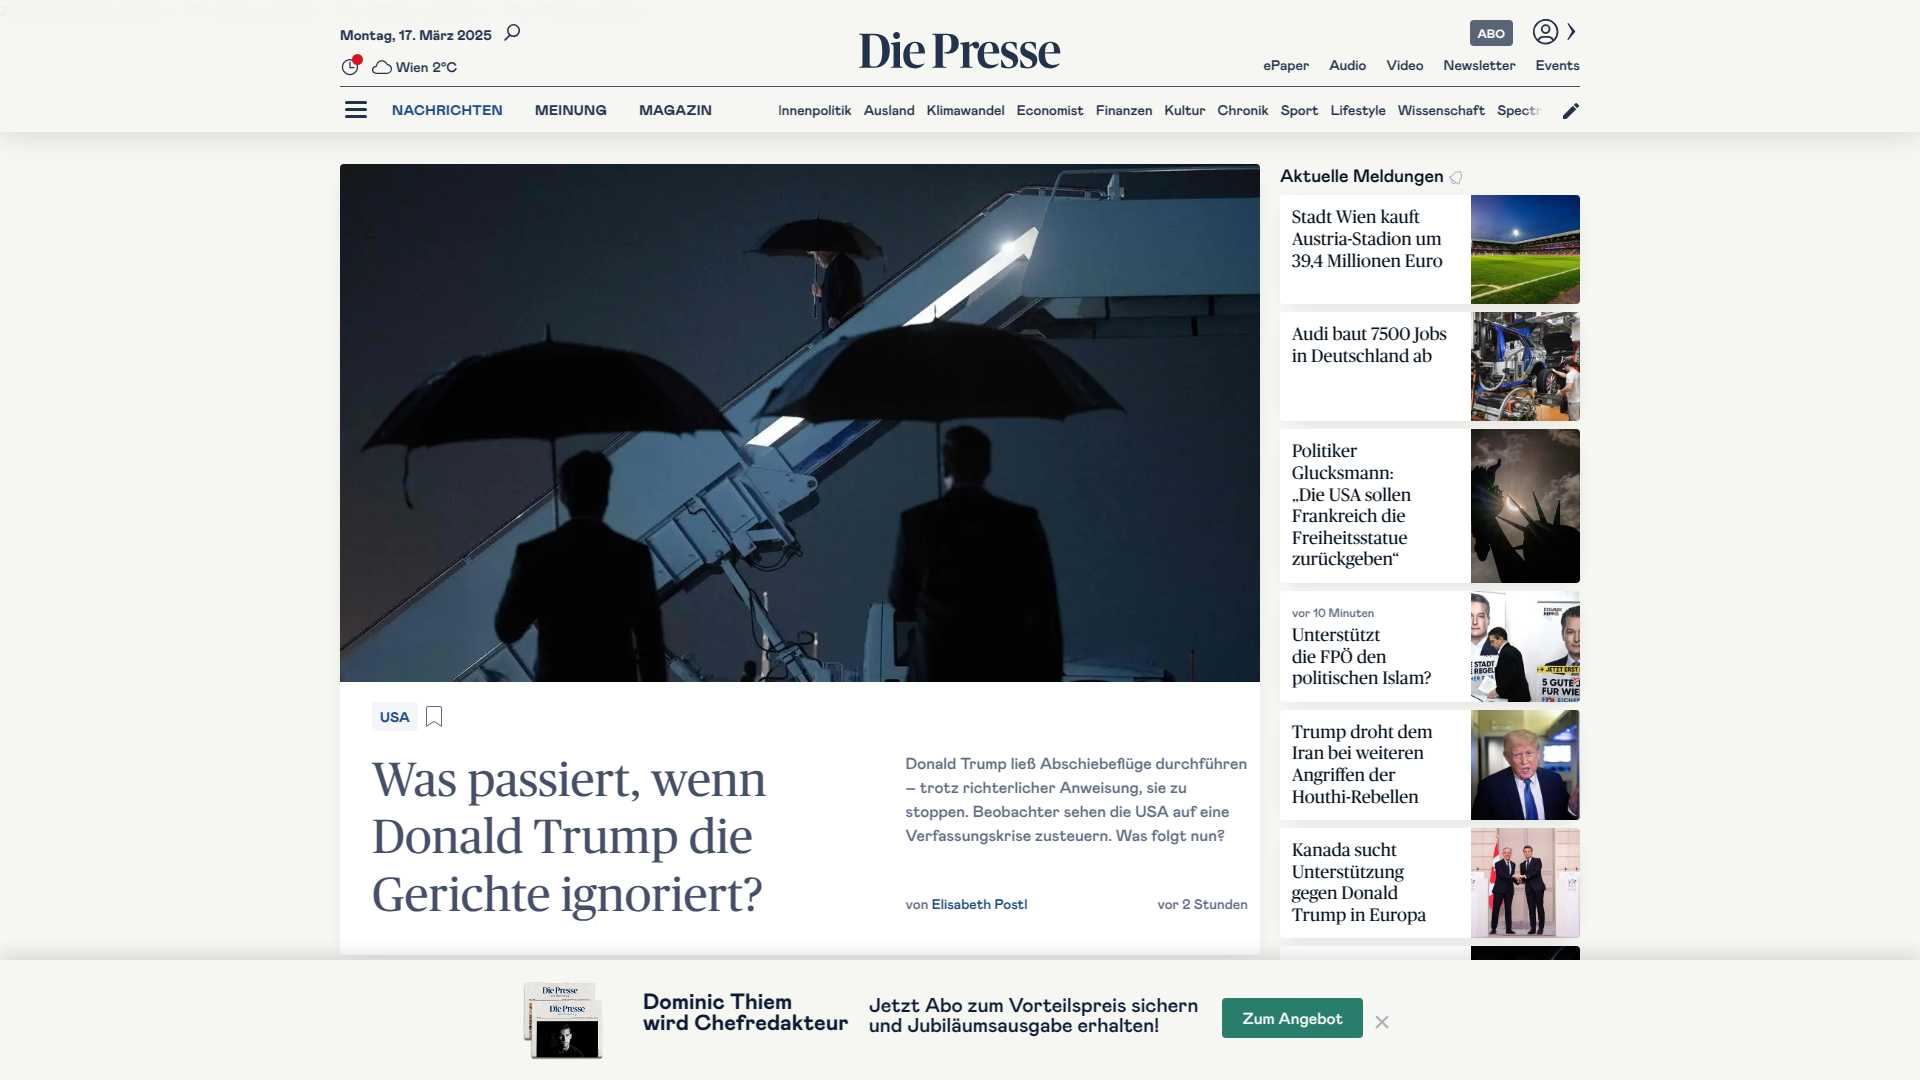 Montag, 17. März 2025
Die Presse
ABO
Wien 2°C
ePaper Audio Video Newsletter Events
NACHRICHTEN MEINUNG MAGAZIN
Innenpolitik Ausland Klimawandel Economist Finanzen Kultur Chronik Sport Lifestyle Wissenschaft Spectr
USA
Was passiert, wenn
Donald Trump die
Gerichte ignoriert?
Donald Trump ließ Abschiebeflüge durchführen
– trotz richterlicher Anweisung, sie zu
stoppen. Beobachter sehen die USA auf eine
Verfassungskrise zusteuern. Was folgt nun?
von Elisabeth Postl
vor 2 Stunden
Aktuelle Meldungen
Stadt Wien kauft
Austria-Stadion um
39,4 Millionen Euro
Audi baut 7500 Jobs
in Deutschland ab
Politiker
Glucksmann:
„Die USA sollen
Frankreich die
Freiheitsstatue
zurückgeben“
vor 10 Minuten
Unterstützt
die FPÖ den
politischen Islam?
Trump droht dem
Iran bei weiteren
Angriffen der
Houthi-Rebellen
Kanada sucht
Unterstützung
gegen Donald
Trump in Europa
Die Presse
Die Presse
Dominic Thiem
wird Chefredakteur
Jetzt Abo zum Vorteilspreis sichern
und Jubiläumsausgabe erhalten!
Zum Angebot